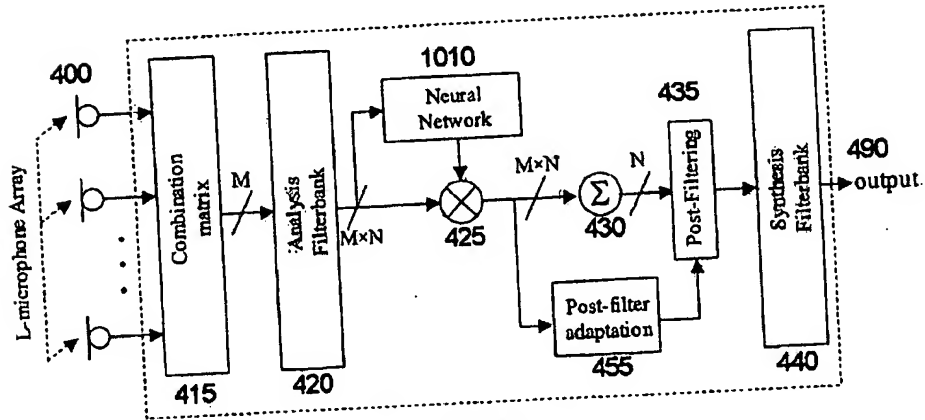 400
L-microphone Array
Combination
matrix
415
M
Analysis
Filterbank
420
M×N
1010
Neural
Network
425
M×N
Σ
430
N
435
Post-Filtering
Post-filter
adaptation
455
Synthesis
Filterbank
440
490
output.